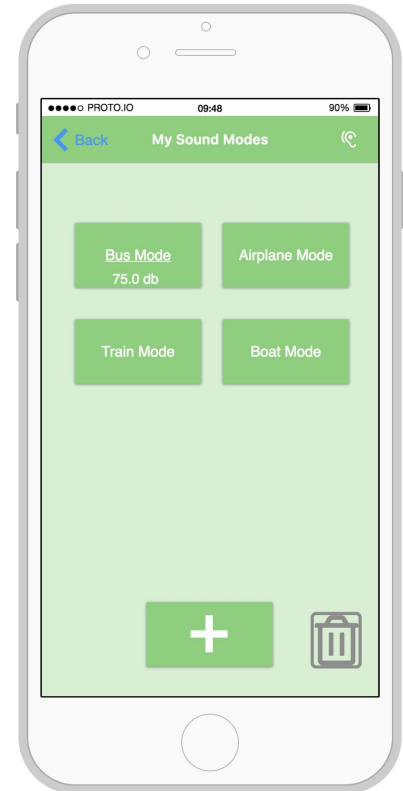 ●●●●○ PROTO.IO 09:48 90%
Back My Sound Modes
Bus Mode
75.0 db
Airplane Mode
Train Mode
Boat Mode
+